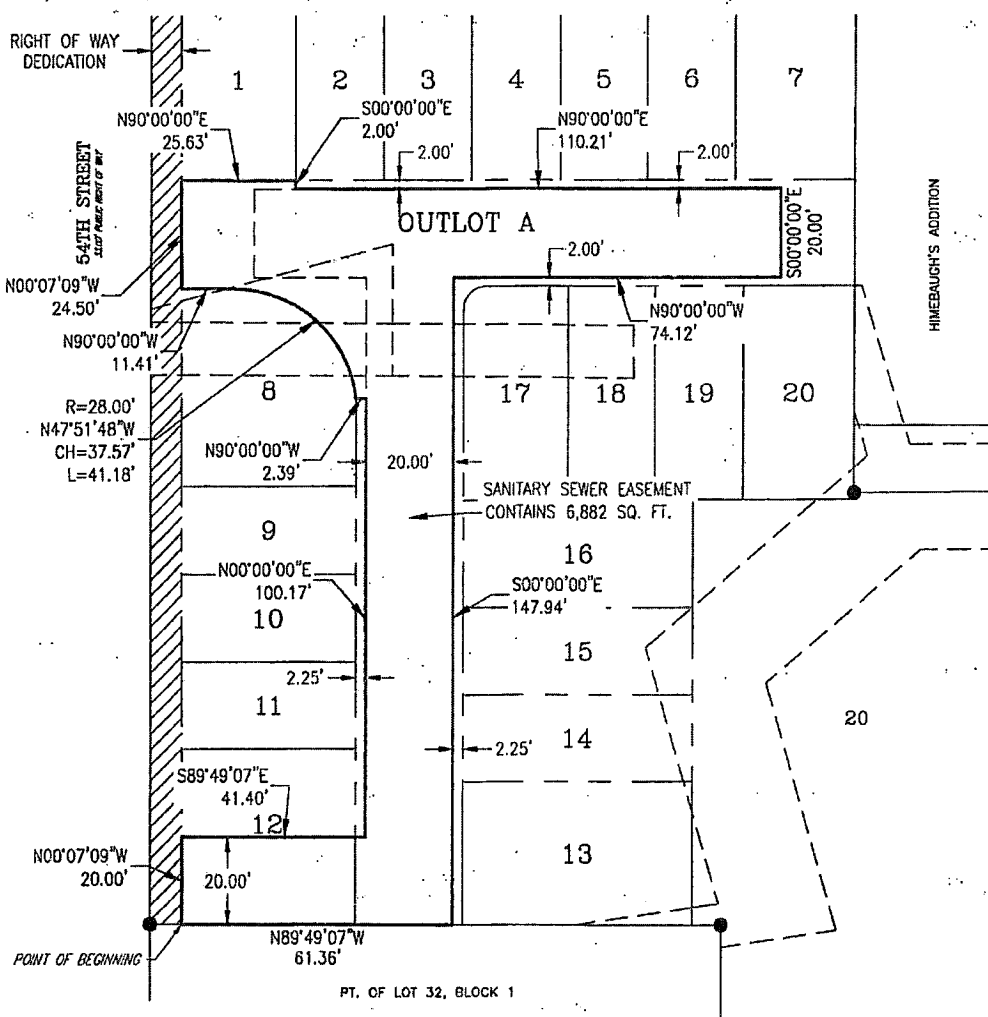 RIGHT OF WAY
DEDICATION
1
2
3
4
5
6
7
N90°00'00"E
25.63'
S00°00'00"E
2.00'
N90°00'00"E
110.21'
2.00'
2.00'
54TH STREET
OUTLOT A
S00°00'00"E
20.00'
HIMEBAUGH'S ADDITION
2.00'
N00°07'09"W
24.50'
N90°00'00"W
74.12'
N90°00'00"W
11.41'
8
17
18
19
20
R=28.00'
N47°51'48"W
CH=37.57'
L=41.18'
N90°00'00"W
2.39'
20.00'
SANITARY SEWER EASEMENT
CONTAINS 6,882 SQ. FT.
9
16
N00°00'00"E
100.17'
S00°00'00"E
147.94'
10
15
2.25'
11
14
20
2.25'
S89°49'07"E
41.40'
12
13
N00°07'09"W
20.00'
20.00'
N89°49'07"W
61.36'
POINT OF BEGINNING
PT. OF LOT 32, BLOCK 1